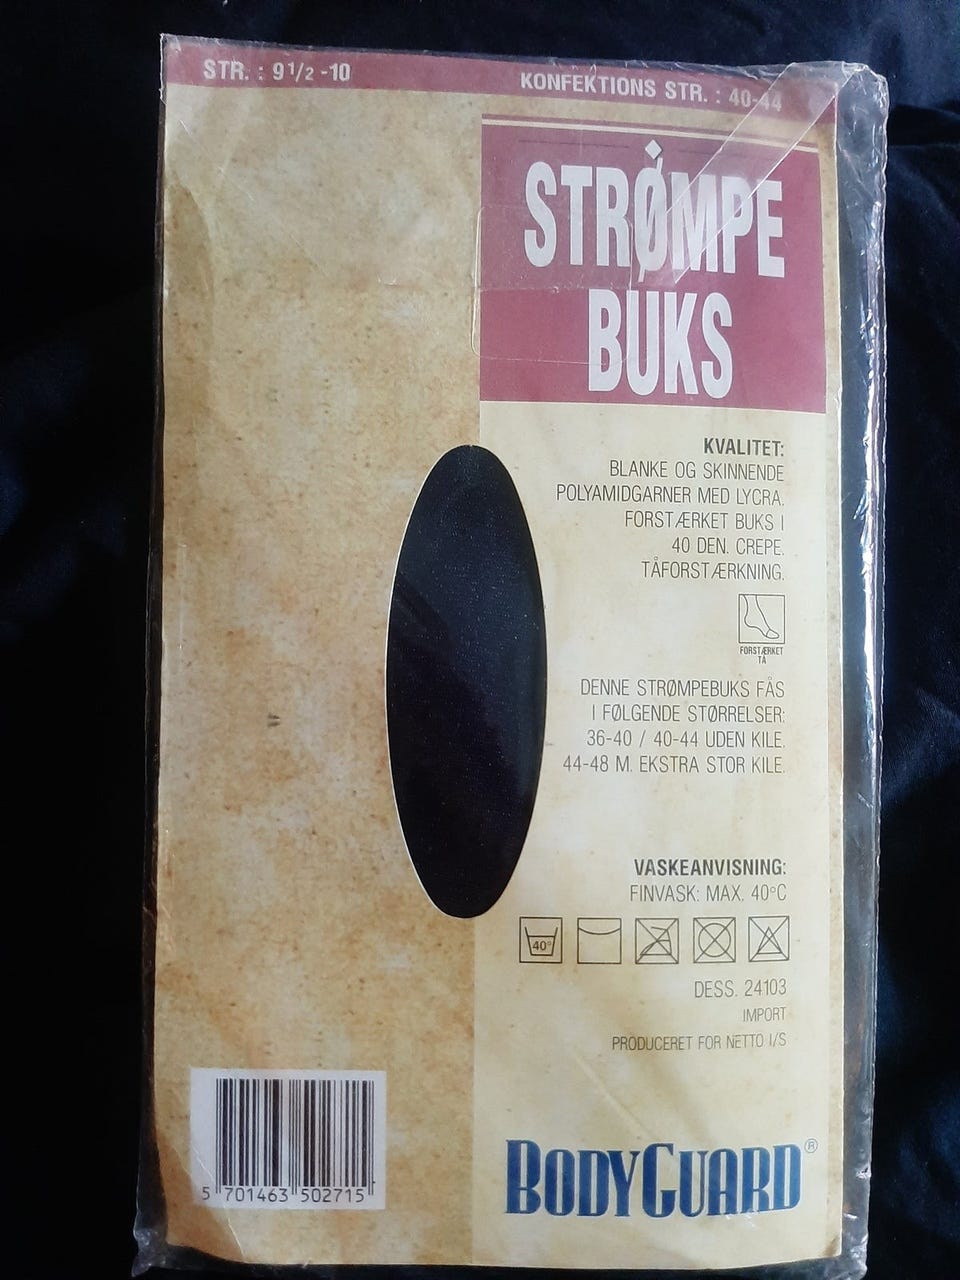 STR. : 9 1/2 -10
KONFEKTIONS STR. : 40-44
STRØMPE
BUKS
KVALITET:
BLANKE OG SKINNENDE
POLYAMIDGARNER MED LYCRA.
FORSTÆRKET BUKS I
40 DEN. CREPE.
TÅFORSTÆRKNING.
FORSTÆRKET
TÅ
DENNE STRØMPEBUKS FÅS
I FØLGENDE STØRRELSER:
36-40 / 40-44 UDEN KILE.
44-48 M. EKSTRA STOR KILE.
VASKEANVISNING:
FINVASK: MAX. 40°C
40°
DESS. 24103
IMPORT
PRODUCERET FOR NETTO I/S
5 701463 502715
BODYGUARD®